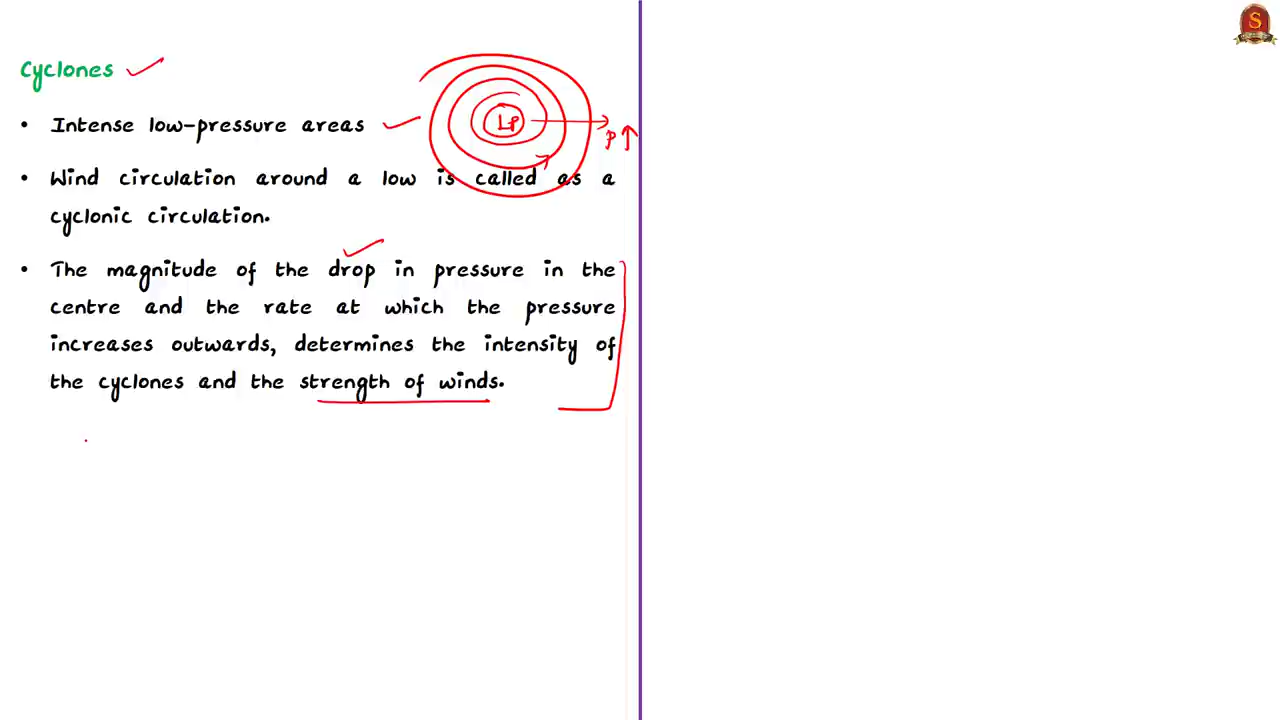 Cyclones
• Intense low-pressure areas
LP
P↑
• Wind circulation around a low is called as a
cyclonic circulation.
• The magnitude of the drop in pressure in the
centre and the rate at which the pressure
increases outwards, determines the intensity of
the cyclones and the strength of winds.
S